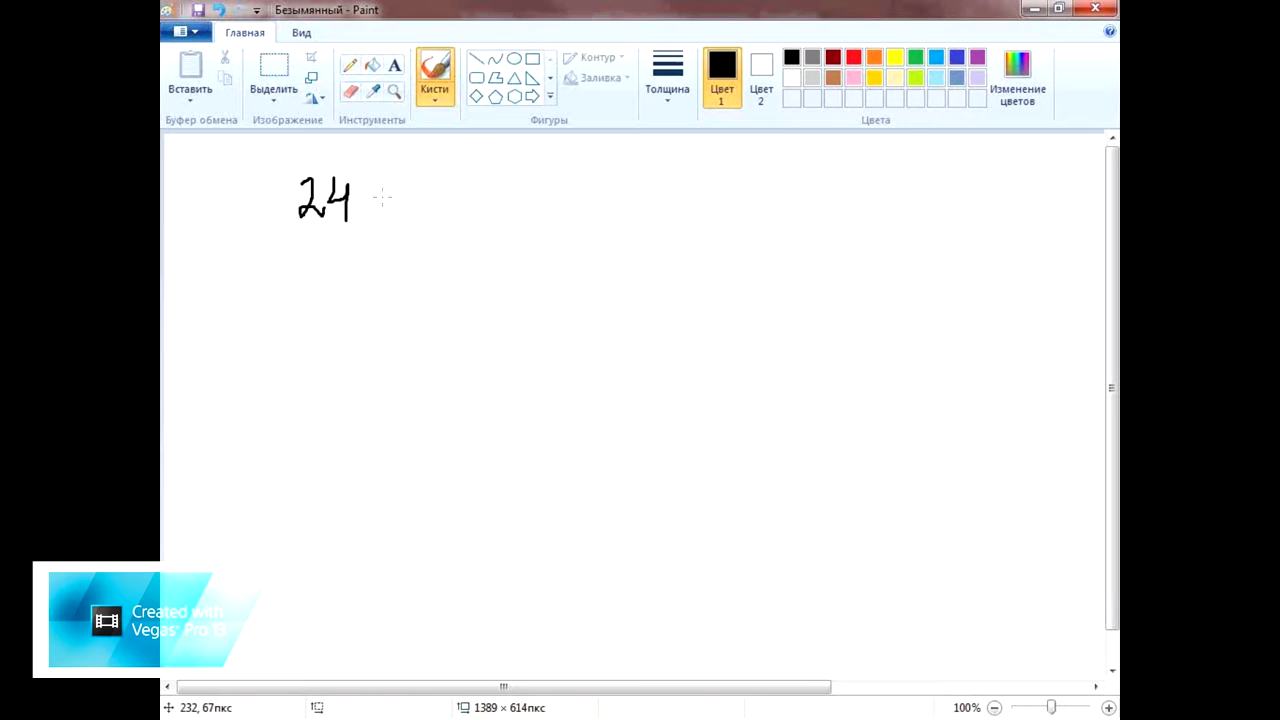 Безымянный - Paint
Главная Вид
Вставить Выделить Кисти Контур Заливка Толщина Цвет 1 Цвет 2 Изменение цветов
Буфер обмена Изображение Инструменты Фигуры Цвета
24
Created with
Vegas Pro 13
232, 67пкс 1389 × 614пкс 100%